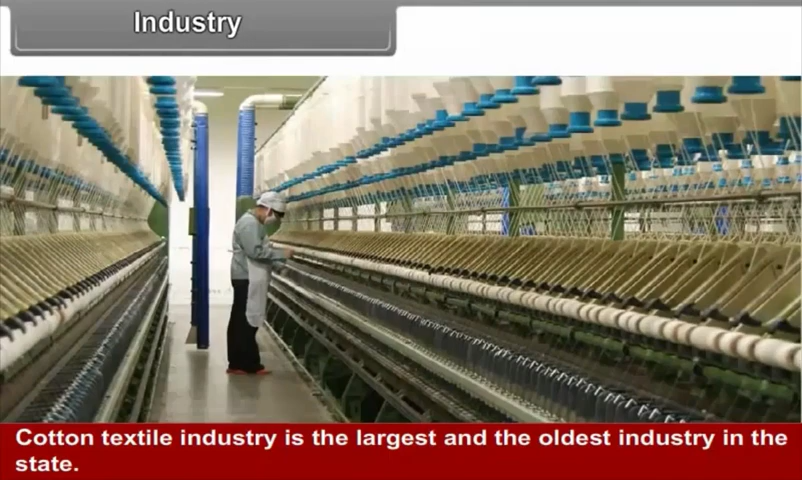 Industry
Cotton textile industry is the largest and the oldest industry in the
state.